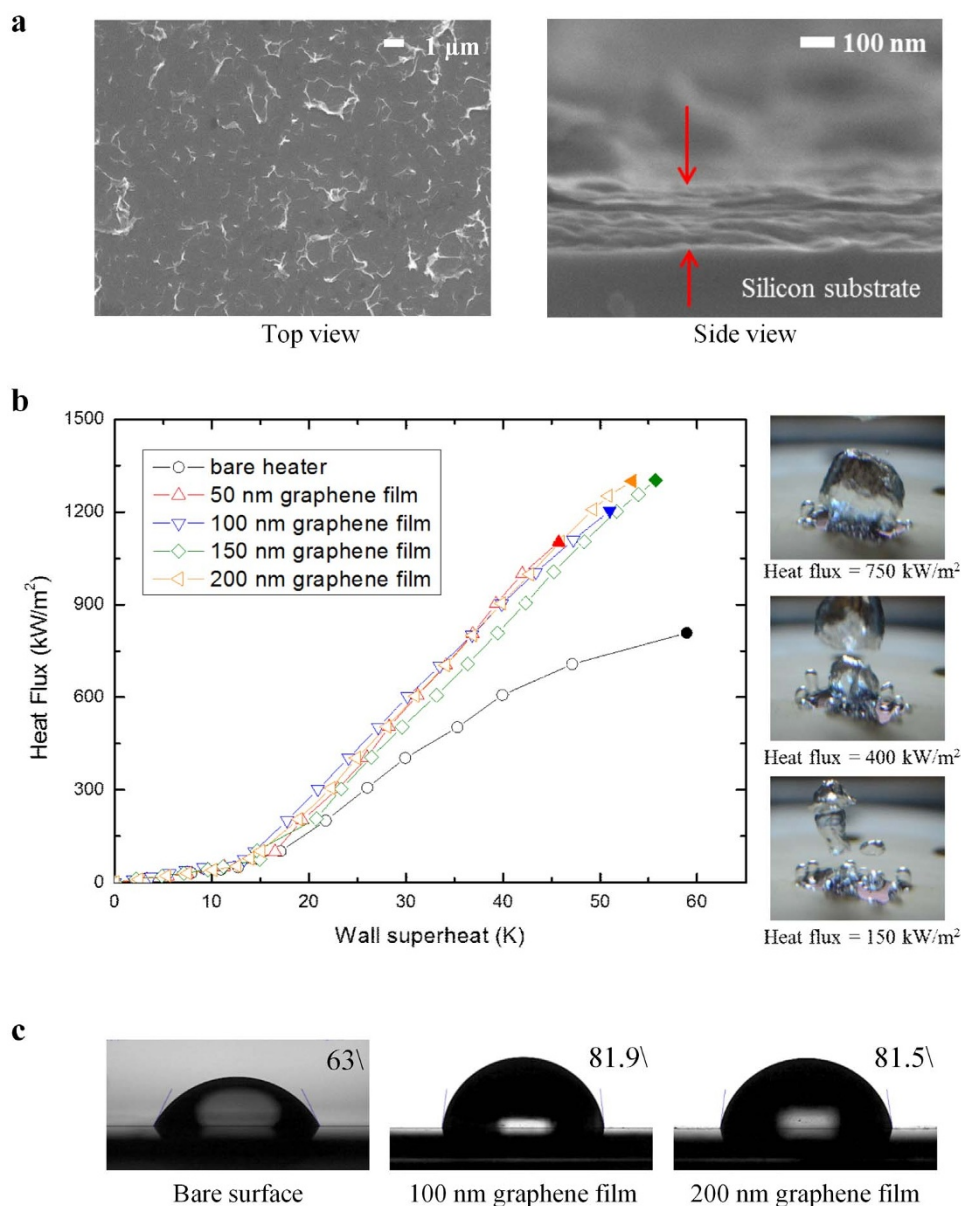 a
1 μm
100 nm
Silicon substrate
Top view
Side view
b
1500
1200
900
600
300
0
Heat Flux (kW/m²)
bare heater
50 nm graphene film
100 nm graphene film
150 nm graphene film
200 nm graphene film
0 10 20 30 40 50 60
Wall superheat (K)
Heat flux = 750 kW/m²
Heat flux = 400 kW/m²
Heat flux = 150 kW/m²
c
63\
81.9\
81.5\
Bare surface
100 nm graphene film
200 nm graphene film